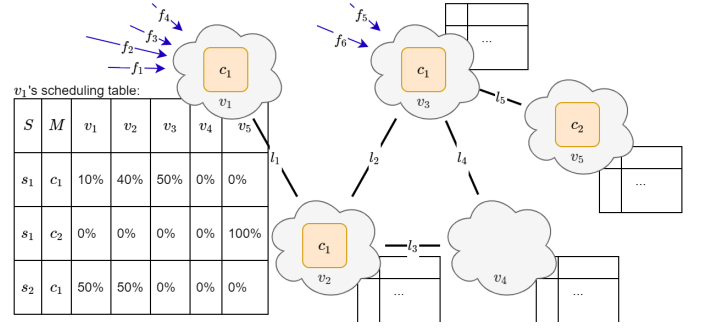 f₄
f₅
f₃
f₆
f₂
...
c₁
c₁
f₁
v₁'s scheduling table:
v₁
v₃
l₅
S M v₁ v₂ v₃ v₄ v₅
c₂
l₁
l₂
l₄
v₅
s₁ c₁ 10% 40% 50% 0% 0%
...
s₁ c₂ 0% 0% 0% 0% 100%
c₁
l₃
v₂
v₄
s₂ c₁ 50% 50% 0% 0% 0%
...
...